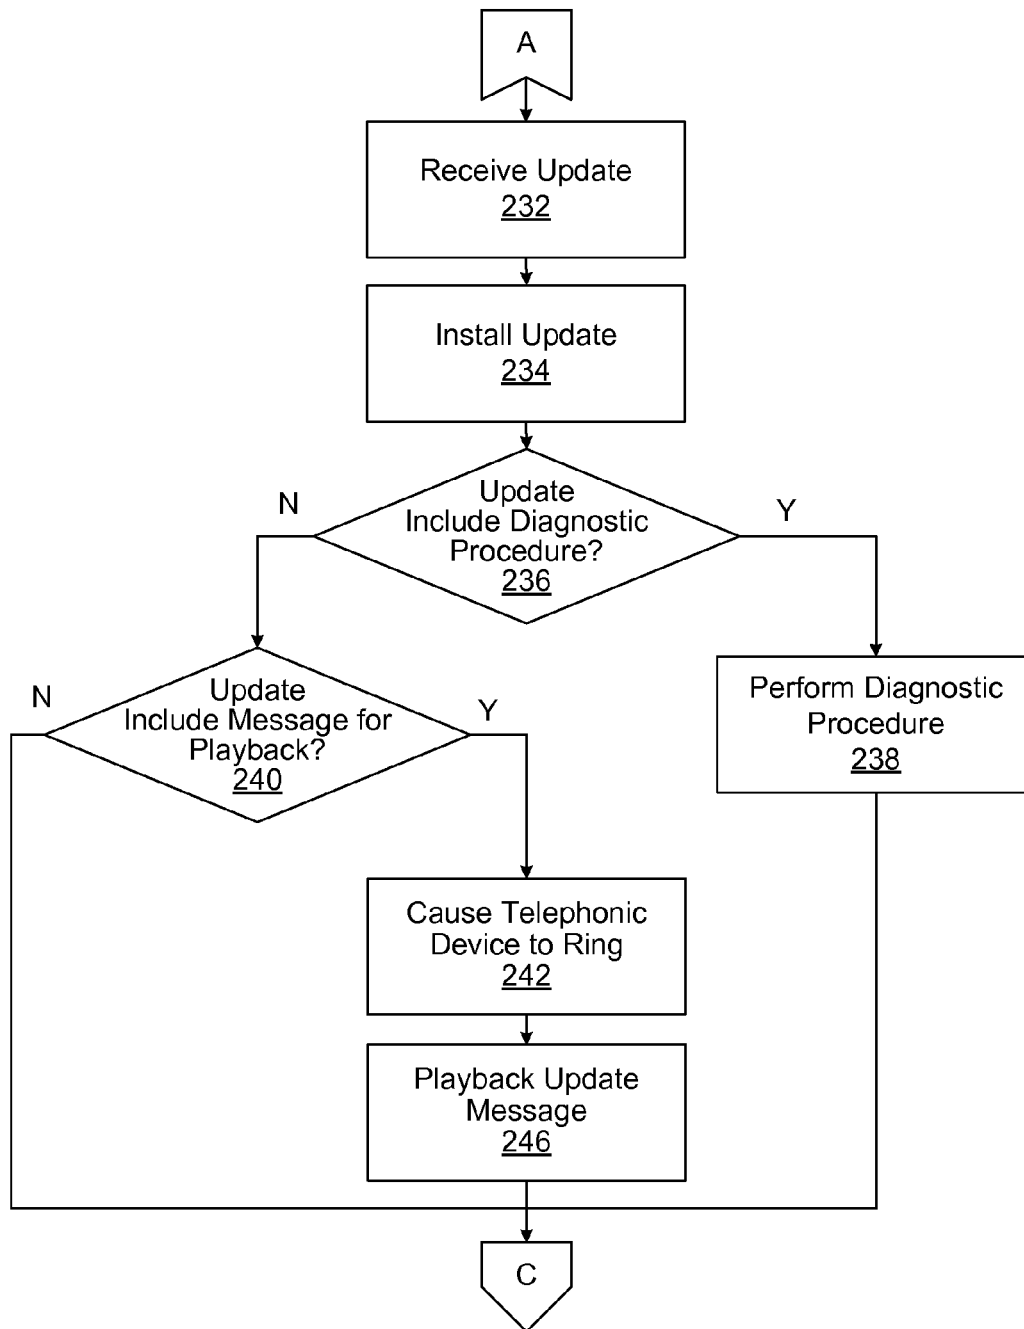 A
Receive Update
232
Install Update
234
Update
Include Diagnostic
Procedure?
236
N
Y
Update
Include Message for
Playback?
240
N
Y
Perform Diagnostic
Procedure
238
Cause Telephonic
Device to Ring
242
Playback Update
Message
246
C